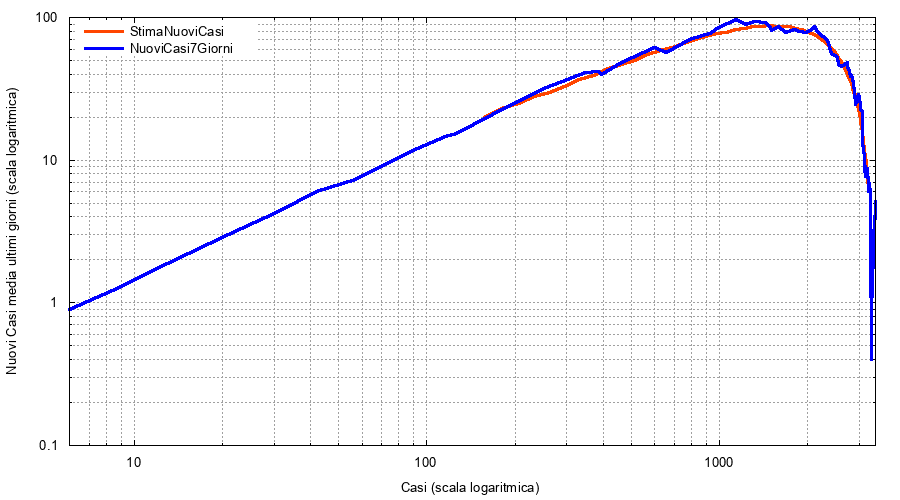 StimaNuoviCasi
NuoviCasi7Giorni
Nuovi Casi media ultimi giorni (scala logaritmica)
100
10
1
0.1
10
100
1000
Casi (scala logaritmica)